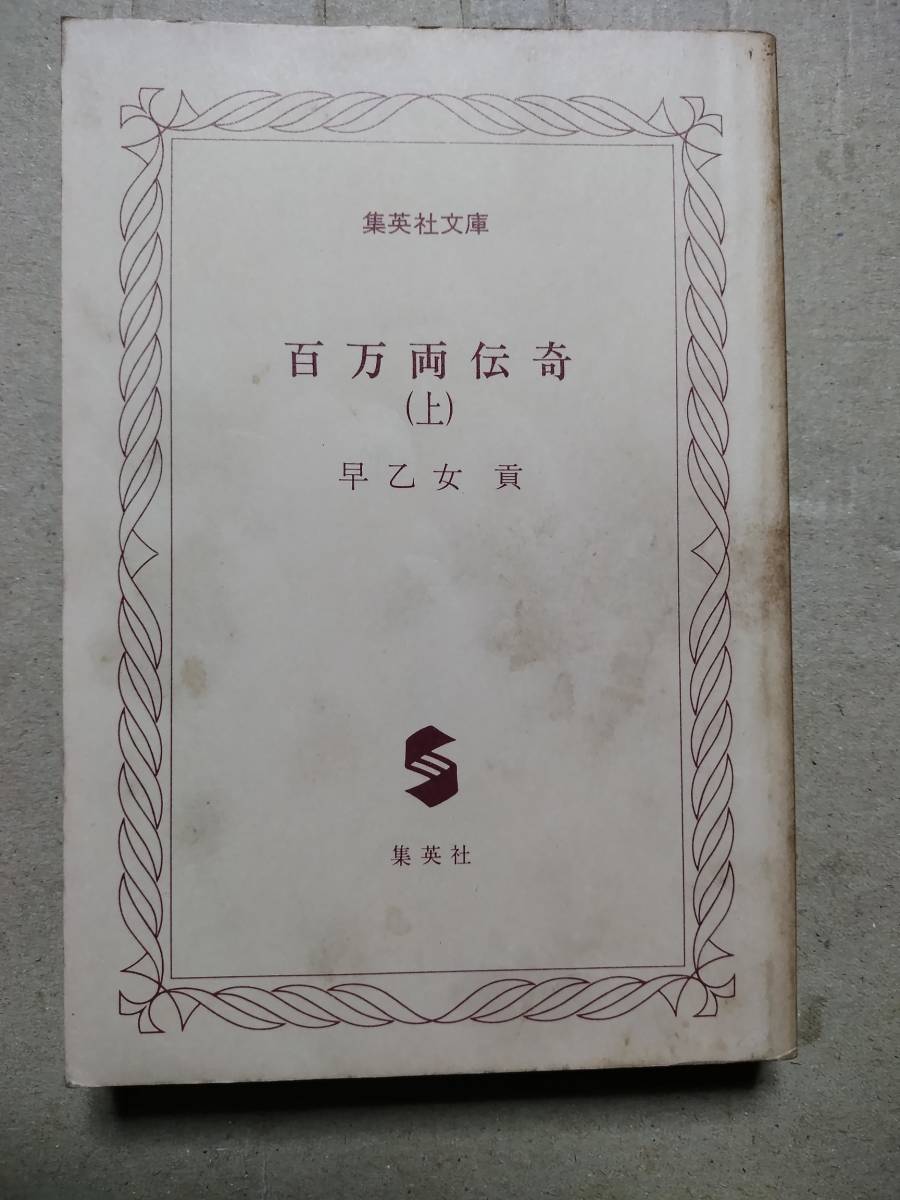 集英社文庫
百万両伝奇
(上)
早乙女 貢
集英社